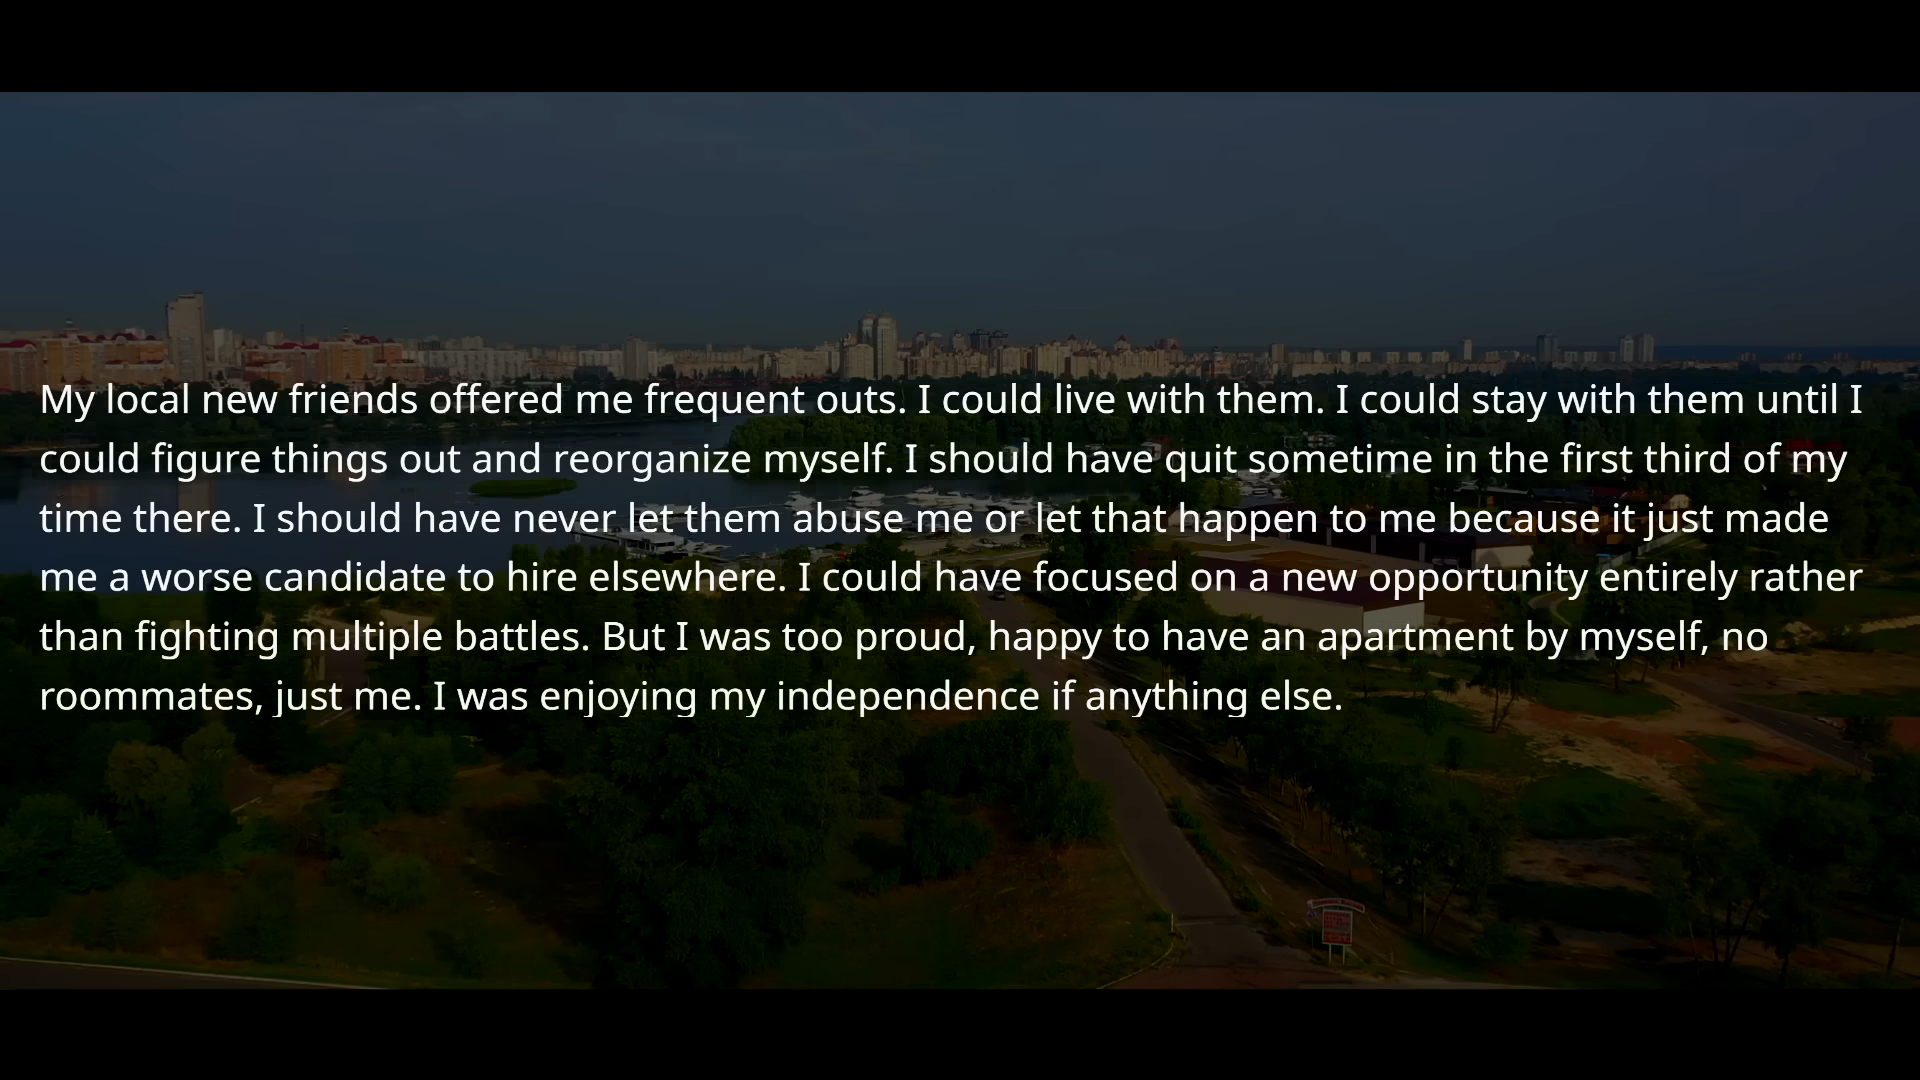 My local new friends offered me frequent outs. I could live with them. I could stay with them until I
could figure things out and reorganize myself. I should have quit sometime in the first third of my
time there. I should have never let them abuse me or let that happen to me because it just made
me a worse candidate to hire elsewhere. I could have focused on a new opportunity entirely rather
than fighting multiple battles. But I was too proud, happy to have an apartment by myself, no
roommates, just me. I was enjoying my independence if anything else.